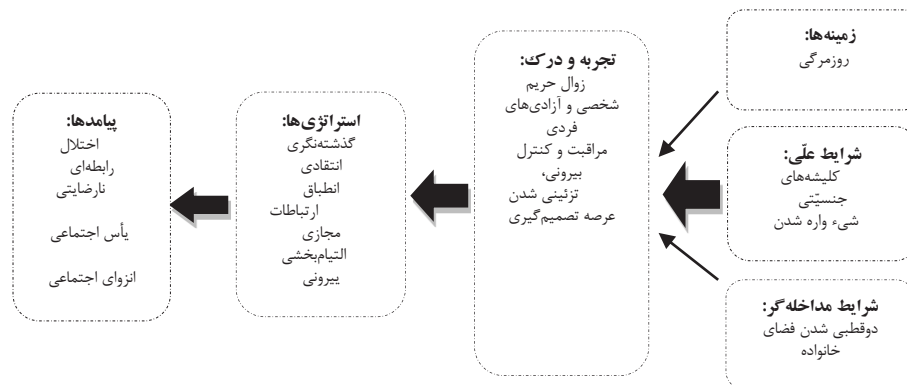 زمینه‌ها:
روزمرگی
شرایط علّی:
کلیشه‌های
جنسیّتی
شیء واره شدن
شرایط مداخله‌گر:
دوقطبی شدن فضای
خانواده
تجربه و درک:
زوال حریم
شخصی و آزادی‌های
فردی
مراقبت و کنترل
بیرونی،
تزئینی شدن
عرصه تصمیم‌گیری
استراتژی‌ها:
گذشته‌نگری
انتقادی
انطباق
ارتباطات
مجازی
التیام‌بخشی
بیرونی
پیامدها:
اختلال
رابطه‌ای
نارضایتی
یأس اجتماعی
انزوای اجتماعی